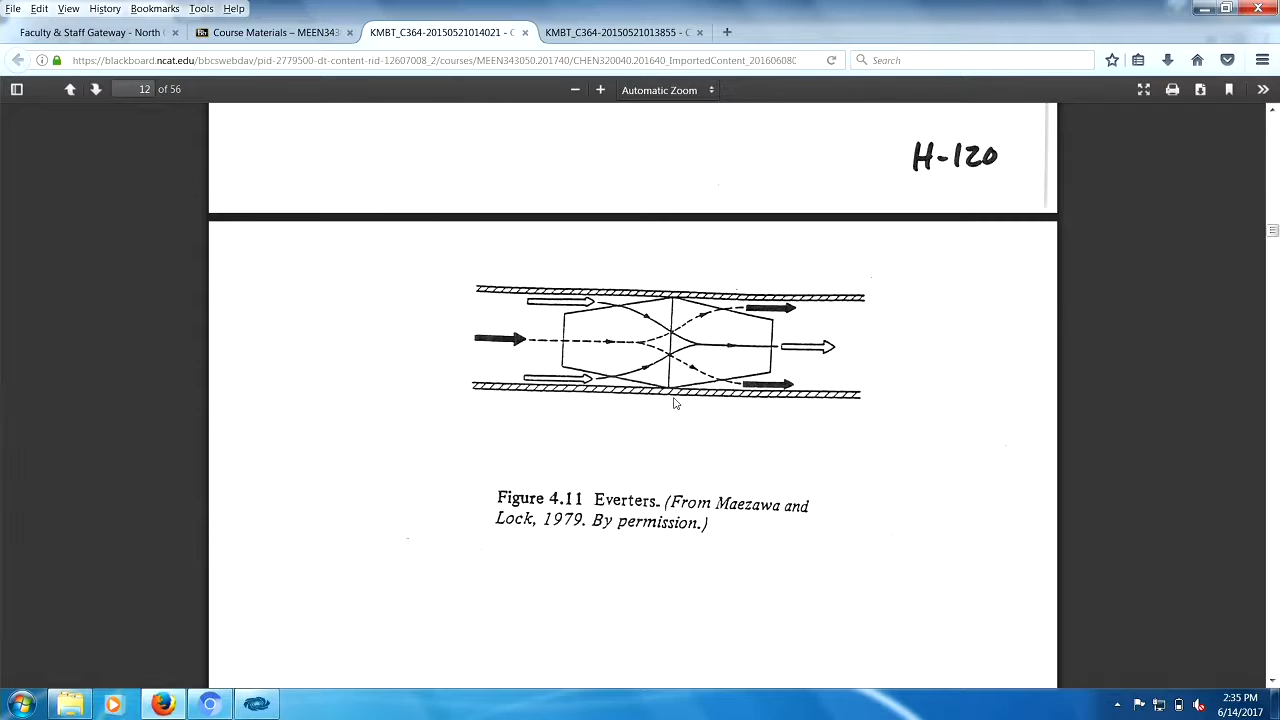 File Edit View History Bookmarks Tools Help
Faculty & Staff Gateway - North
Course Materials – MEEN343
KMBT_C364-20150521014021 -
KMBT_C364-20150521013855 -
https://blackboard.ncat.edu/bbcswebdav/pid-2779500-dt-content-rid-12607008_2/courses/MEEN343050.201740/CHEN320040.201640_ImportedContent_201606080
Search
12 of 56
Automatic Zoom
H-120
Figure 4.11 Everters. (From Maezawa and
Lock, 1979. By permission.)
2:35 PM
6/14/2017